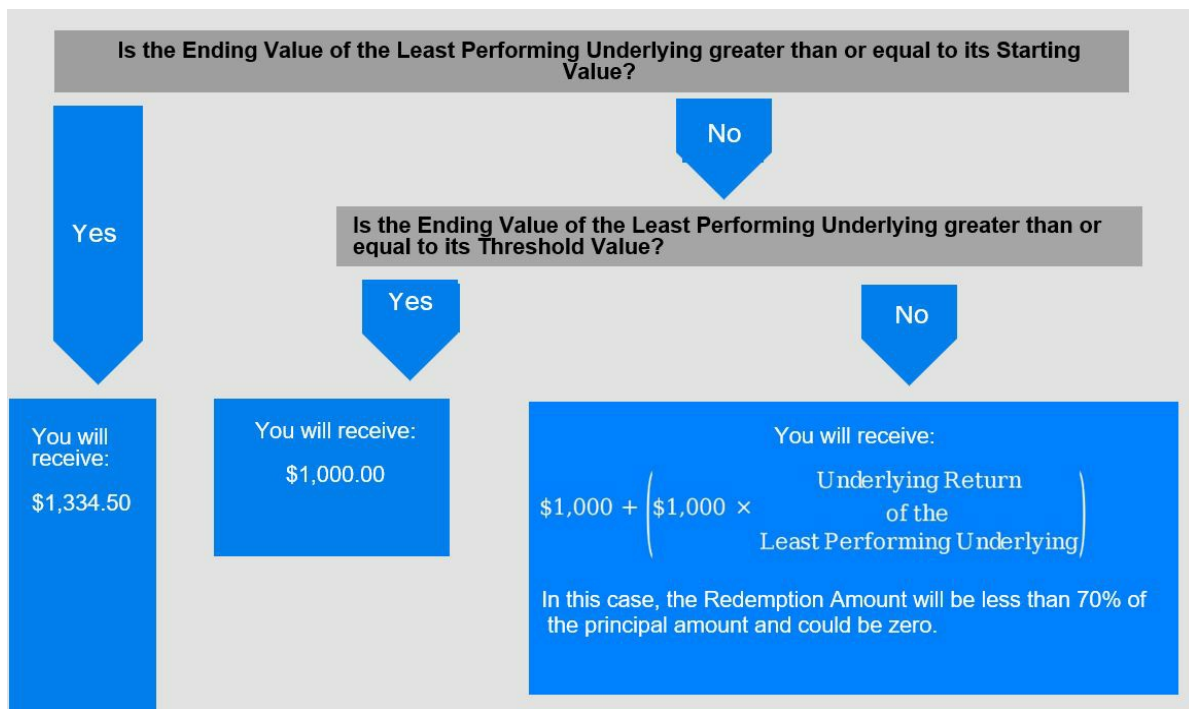 Is the Ending Value of the Least Performing Underlying greater than or equal to its Starting
Value?
Yes
No
Is the Ending Value of the Least Performing Underlying greater than or
equal to its Threshold Value?
Yes
No
You will
receive:
$1,334.50
You will receive:
$1,000.00
You will receive:
$1,000 + ($1,000 × Underlying Return
of the
Least Performing Underlying)
In this case, the Redemption Amount will be less than 70% of
the principal amount and could be zero.